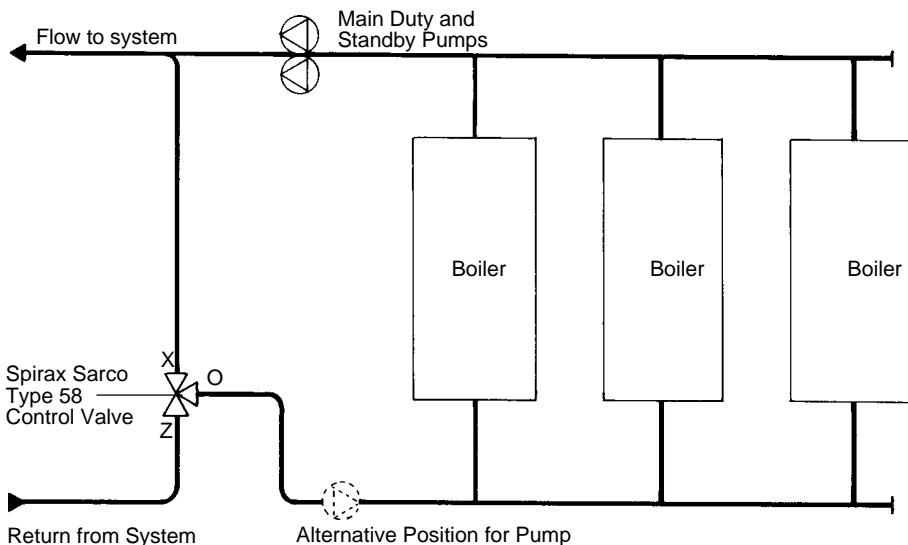 Main Duty and
Standby Pumps
Flow to system
Boiler
Boiler
Boiler
X
O
Spirax Sarco
Type 58
Control Valve
Z
Return from System
Alternative Position for Pump